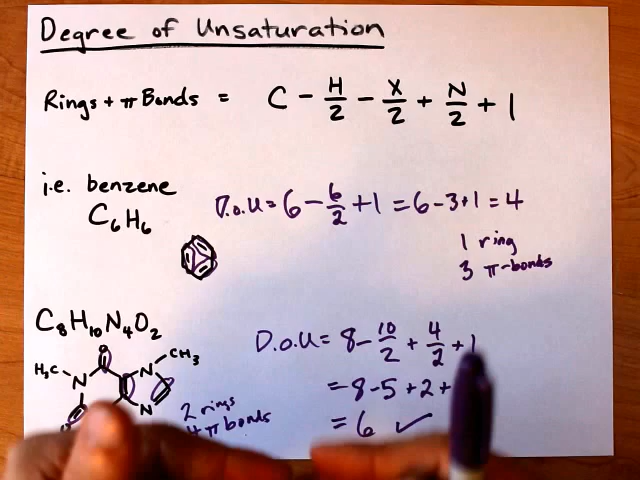 Degree of Unsaturation
Rings + π Bonds = C - H/2 - X/2 + N/2 + 1
i.e. benzene
C₆H₆
D.o.U = 6 - 6/2 + 1 = 6 - 3 + 1 = 4
1 ring
3 π-bonds
C₈H₁₀N₄O₂
D.o.U = 8 - 10/2 + 4/2 + 1
= 8 - 5 + 2 +
= 6 ✓
O
H₃C
N
N
CH₃
N
2 rings
4 π bonds